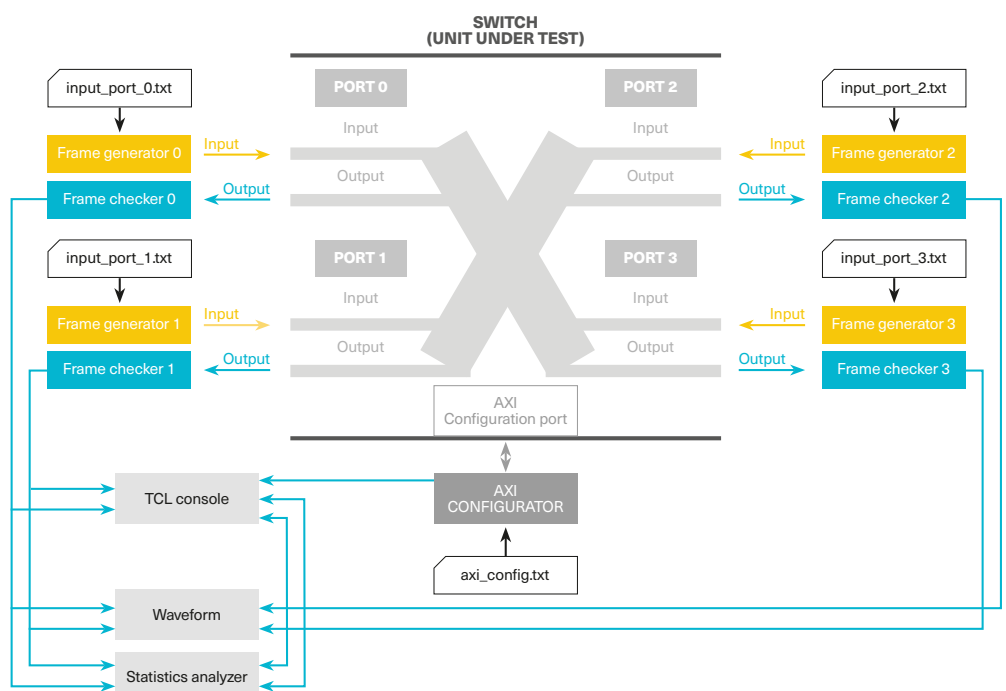 SWITCH
(UNIT UNDER TEST)
input_port_0.txt
PORT 0
PORT 2
input_port_2.txt
Input
Input
Frame generator 0
Input
Input
Frame generator 2
Output
Output
Frame checker 0
Output
Output
Frame checker 2
input_port_1.txt
PORT 1
PORT 3
input_port_3.txt
Input
Input
Frame generator 1
Input
Input
Frame generator 3
Output
Output
Frame checker 1
Output
Output
Frame checker 3
AXI
Configuration port
TCL console
AXI
CONFIGURATOR
axi_config.txt
Waveform
Statistics analyzer